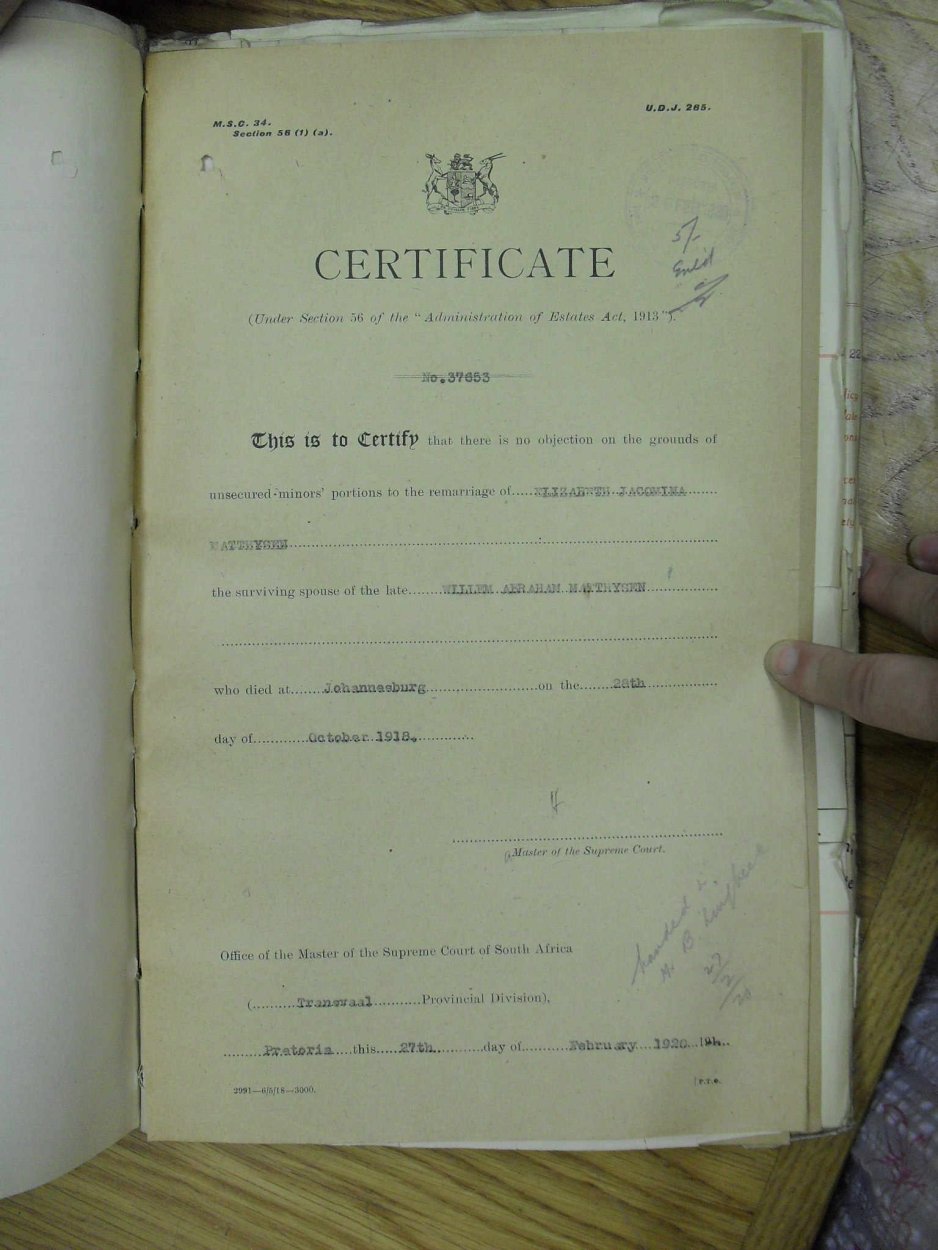 M.S.C. 34.
Section 56 (1) (a).
U.D.J. 265.
5/-
CERTIFICATE
(Under Section 56 of the “Administration of Estates Act, 1913”).
No.37653
This is to Certify that there is no objection on the grounds of
unsecured minors' portions to the remarriage of ELIZABETH JACOMINA
MATTHYSEN
the surviving spouse of the late WILLEM ABRAHAM MATTHYSEN
who died at Johannesburg on the 28th
day of October 1918.
Master of the Supreme Court.
handed
27/2/20
Office of the Master of the Supreme Court of South Africa
( Transvaal Provincial Division),
Pretoria this 27th day of February 1920 191
2991—6/5/18—3000.
P.T.O.